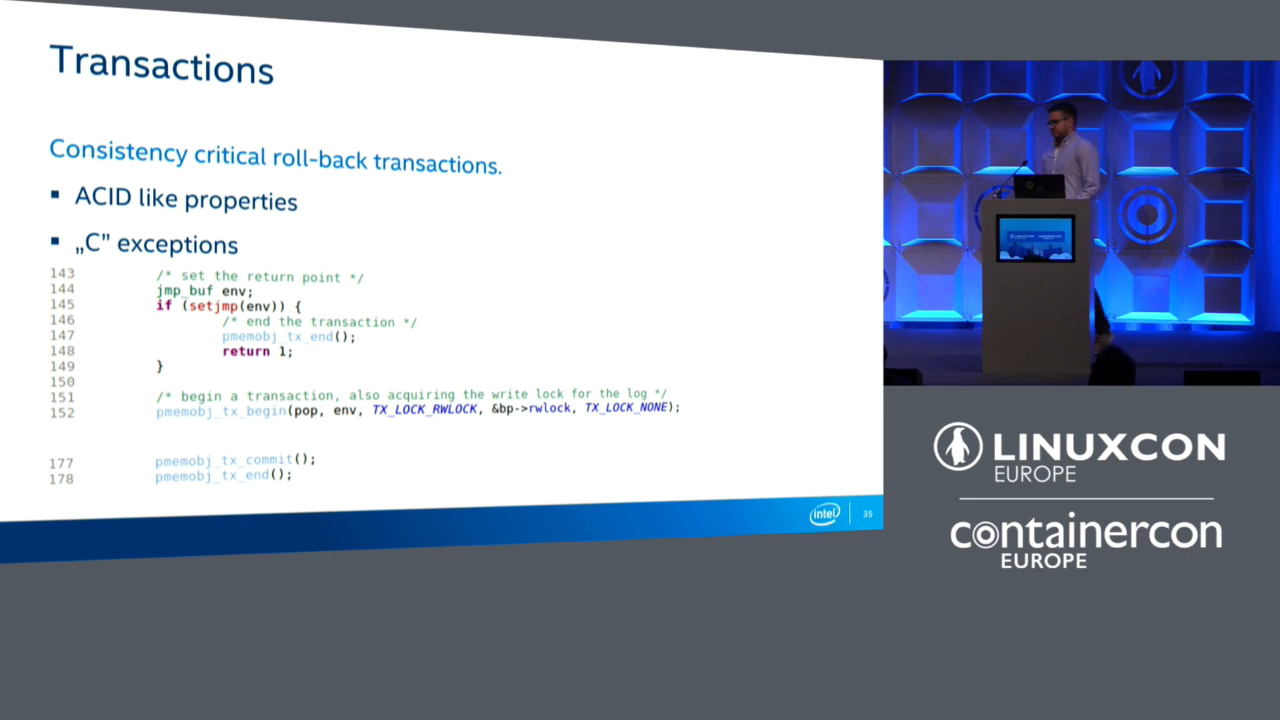 Transactions
Consistency critical roll-back transactions.
▪ ACID like properties
▪ „C” exceptions
143 /* set the return point */
144 jmp_buf env;
145 if (setjmp(env)) {
146 /* end the transaction */
147 pmemobj_tx_end();
148 return 1;
149 }
150
151 /* begin a transaction, also acquiring the write lock for the log */
152 pmemobj_tx_begin(pop, env, TX_LOCK_RWLOCK, &bp->rwlock, TX_LOCK_NONE);
177 pmemobj_tx_commit();
178 pmemobj_tx_end();
intel
35
LINUXCON
EUROPE
containercon
EUROPE